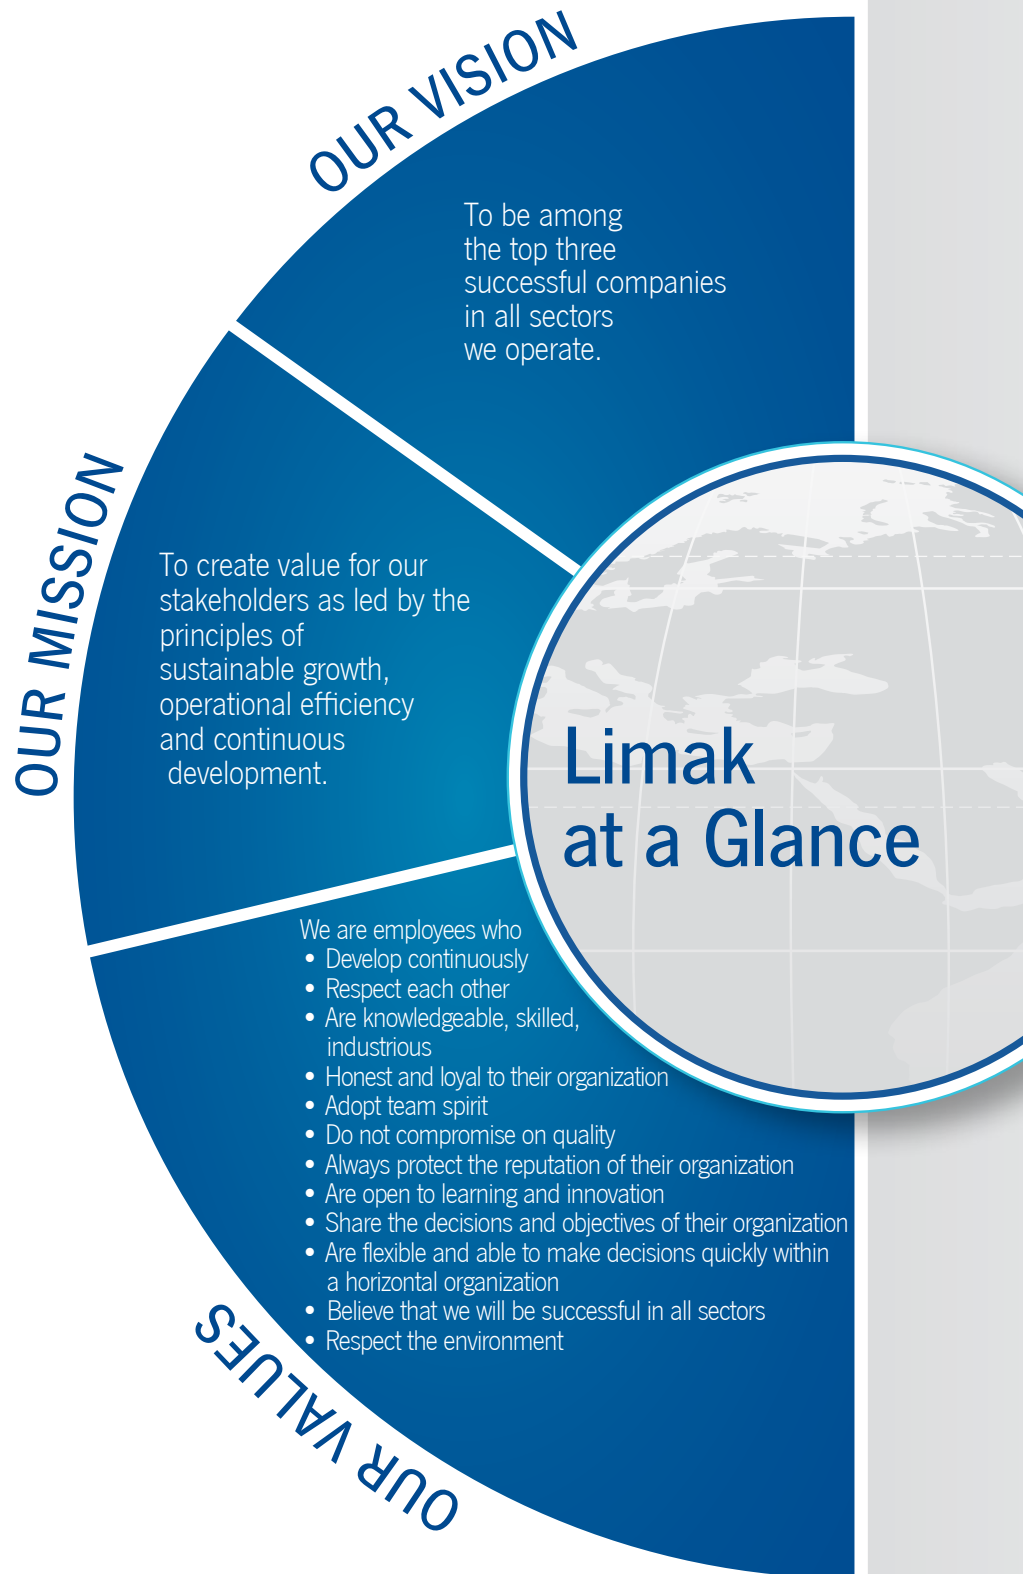 OUR VISION
To be among
the top three
successful companies
in all sectors
we operate.
OUR MISSION
To create value for our
stakeholders as led by the
principles of
sustainable growth,
operational efficiency
and continuous
development.
Limak
at a Glance
OUR VALUES
We are employees who
• Develop continuously
• Respect each other
• Are knowledgeable, skilled,
industrious
• Honest and loyal to their organization
• Adopt team spirit
• Do not compromise on quality
• Always protect the reputation of their organization
• Are open to learning and innovation
• Share the decisions and objectives of their organization
• Are flexible and able to make decisions quickly within
a horizontal organization
• Believe that we will be successful in all sectors
• Respect the environment